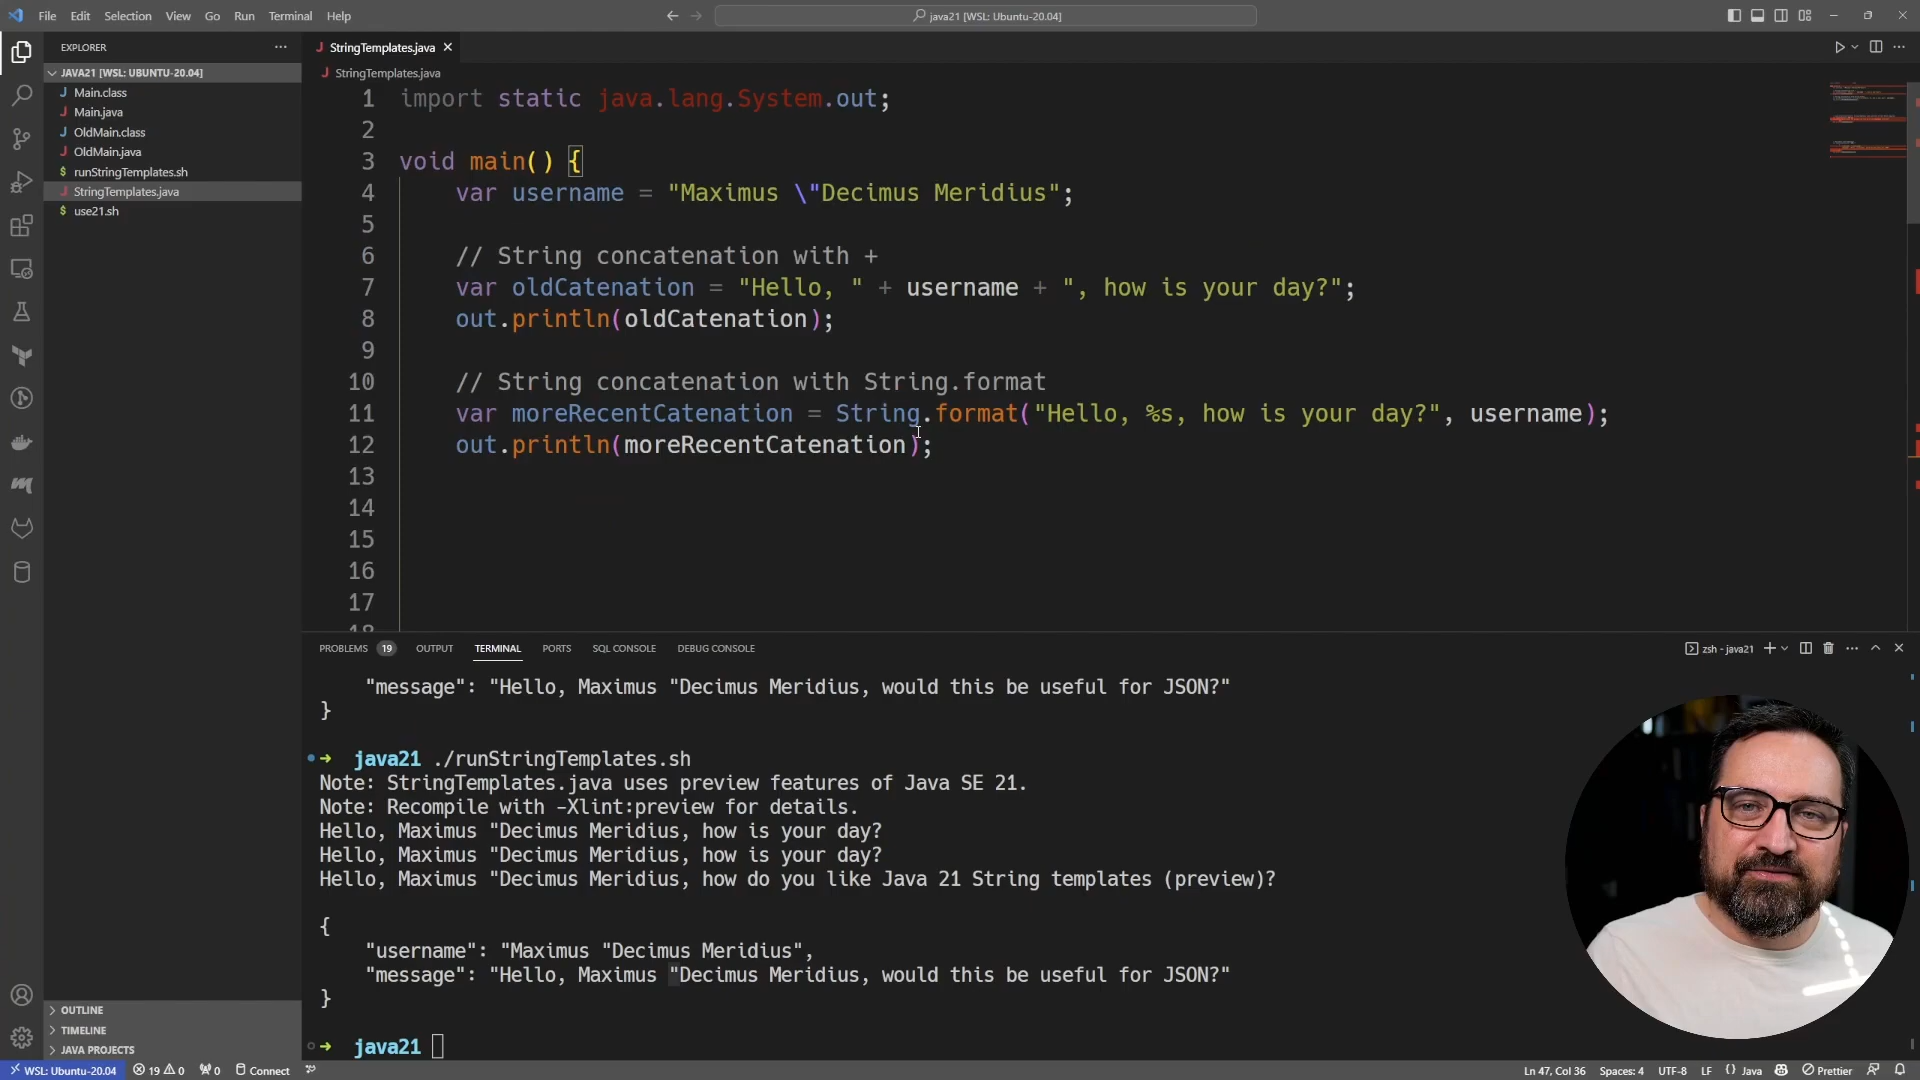 File Edit Selection View Go Run Terminal Help
java21 [WSL: Ubuntu-20.04]
EXPLORER
JAVA21 [WSL: UBUNTU-20.04]
J Main.class
J Main.java
J OldMain.class
J OldMain.java
$ runStringTemplates.sh
J StringTemplates.java
$ use21.sh
OUTLINE
TIMELINE
JAVA PROJECTS
J StringTemplates.java
J StringTemplates.java
1 import static java.lang.System.out;
2
3 void main() {
4 var username = "Maximus \"Decimus Meridius";
5
6 // String concatenation with +
7 var oldCatenation = "Hello, " + username + ", how is your day?";
8 out.println(oldCatenation);
9
10 // String concatenation with String.format
11 var moreRecentCatenation = String.format("Hello, %s, how is your day?", username);
12 out.println(moreRecentCatenation);
13
14
15
16
17
18
PROBLEMS 19 OUTPUT TERMINAL PORTS SQL CONSOLE DEBUG CONSOLE
zsh - java21
"message": "Hello, Maximus "Decimus Meridius, would this be useful for JSON?"
}
java21 ./runStringTemplates.sh
Note: StringTemplates.java uses preview features of Java SE 21.
Note: Recompile with -Xlint:preview for details.
Hello, Maximus "Decimus Meridius, how is your day?
Hello, Maximus "Decimus Meridius, how is your day?
Hello, Maximus "Decimus Meridius, how do you like Java 21 String templates (preview)?
{
"username": "Maximus "Decimus Meridius",
"message": "Hello, Maximus "Decimus Meridius, would this be useful for JSON?"
}
java21
WSL: Ubuntu-20.04 19 0 0 Connect
Ln 47, Col 36 Spaces: 4 UTF-8 LF {} Java Prettier